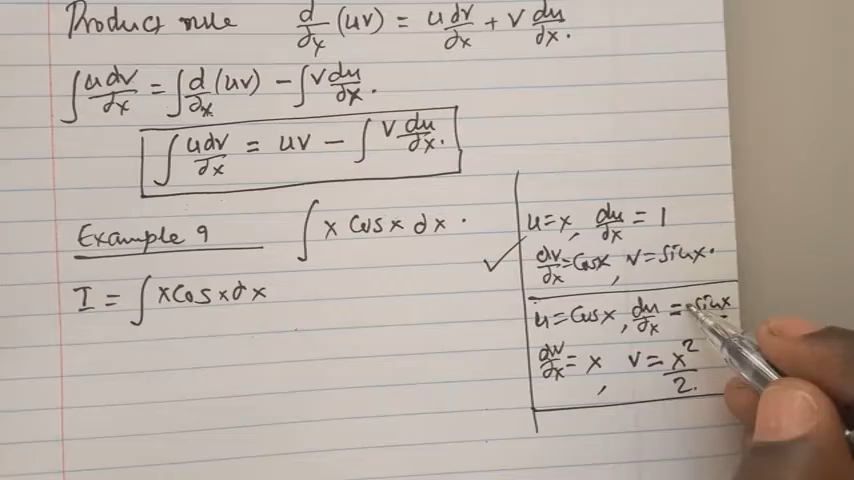 Product rule d/dx (uv) = u dv/dx + v du/dx.
∫ u dv/dx = ∫ d/dx (uv) - ∫ v du/dx.
∫ u dv/dx = uv - ∫ v du/dx.
Example 9 ∫ x Cos x dx.
I = ∫ x Cos x dx
u = x, du/dx = 1
dv/dx = Cos x, v = sin x.
u = Cos x, du/dx = - sin x
dv/dx = x, v = x²/2.